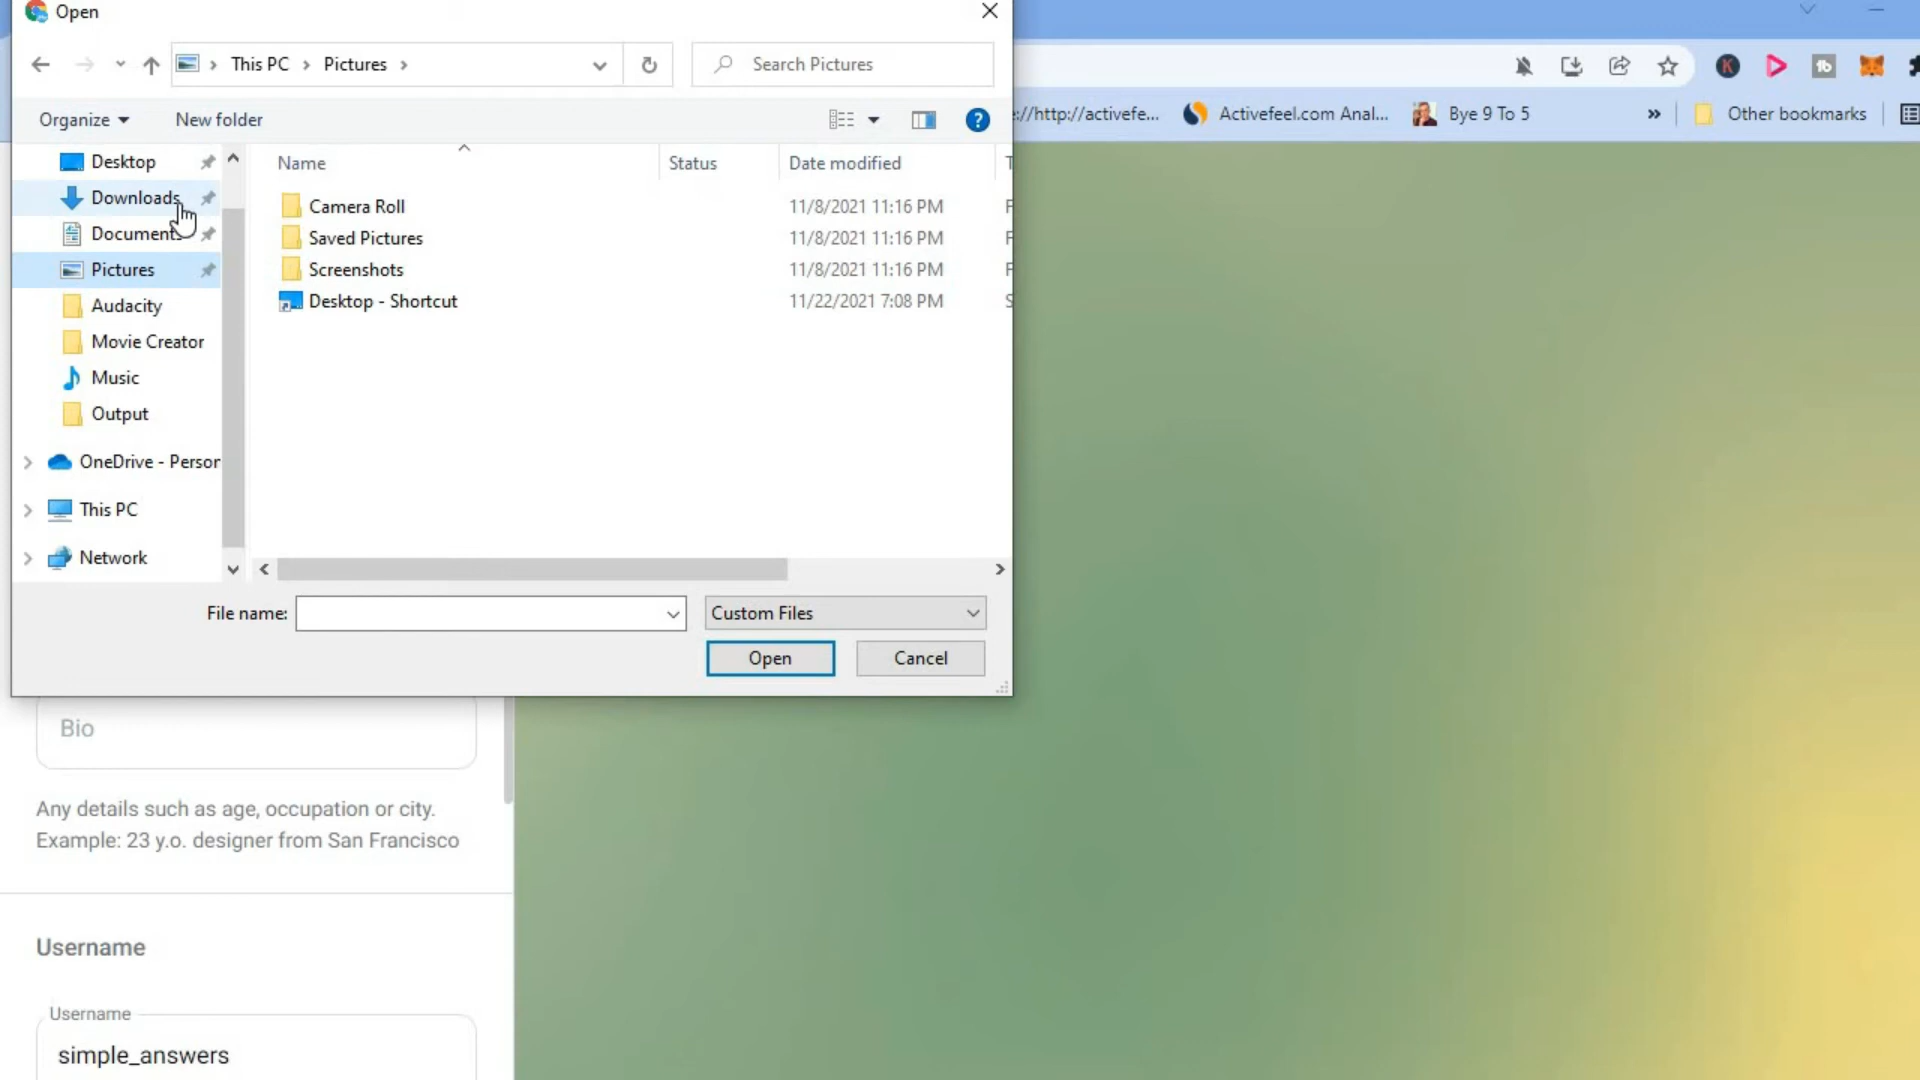 Open
This PC
Pictures
Search Pictures
Organize
New folder
://http://activefe...
Activefeel.com Anal...
Bye 9 To 5
»
Other bookmarks
Desktop
Downloads
Documents
Pictures
Audacity
Movie Creator
Music
Output
OneDrive - Person
This PC
Network
Name
Status
Date modified
T
Camera Roll
11/8/2021 11:16 PM
F
Saved Pictures
11/8/2021 11:16 PM
F
Screenshots
11/8/2021 11:16 PM
F
Desktop - Shortcut
11/22/2021 7:08 PM
S
File name:
Custom Files
Open
Cancel
Bio
Any details such as age, occupation or city.
Example: 23 y.o. designer from San Francisco
Username
Username
simple_answers